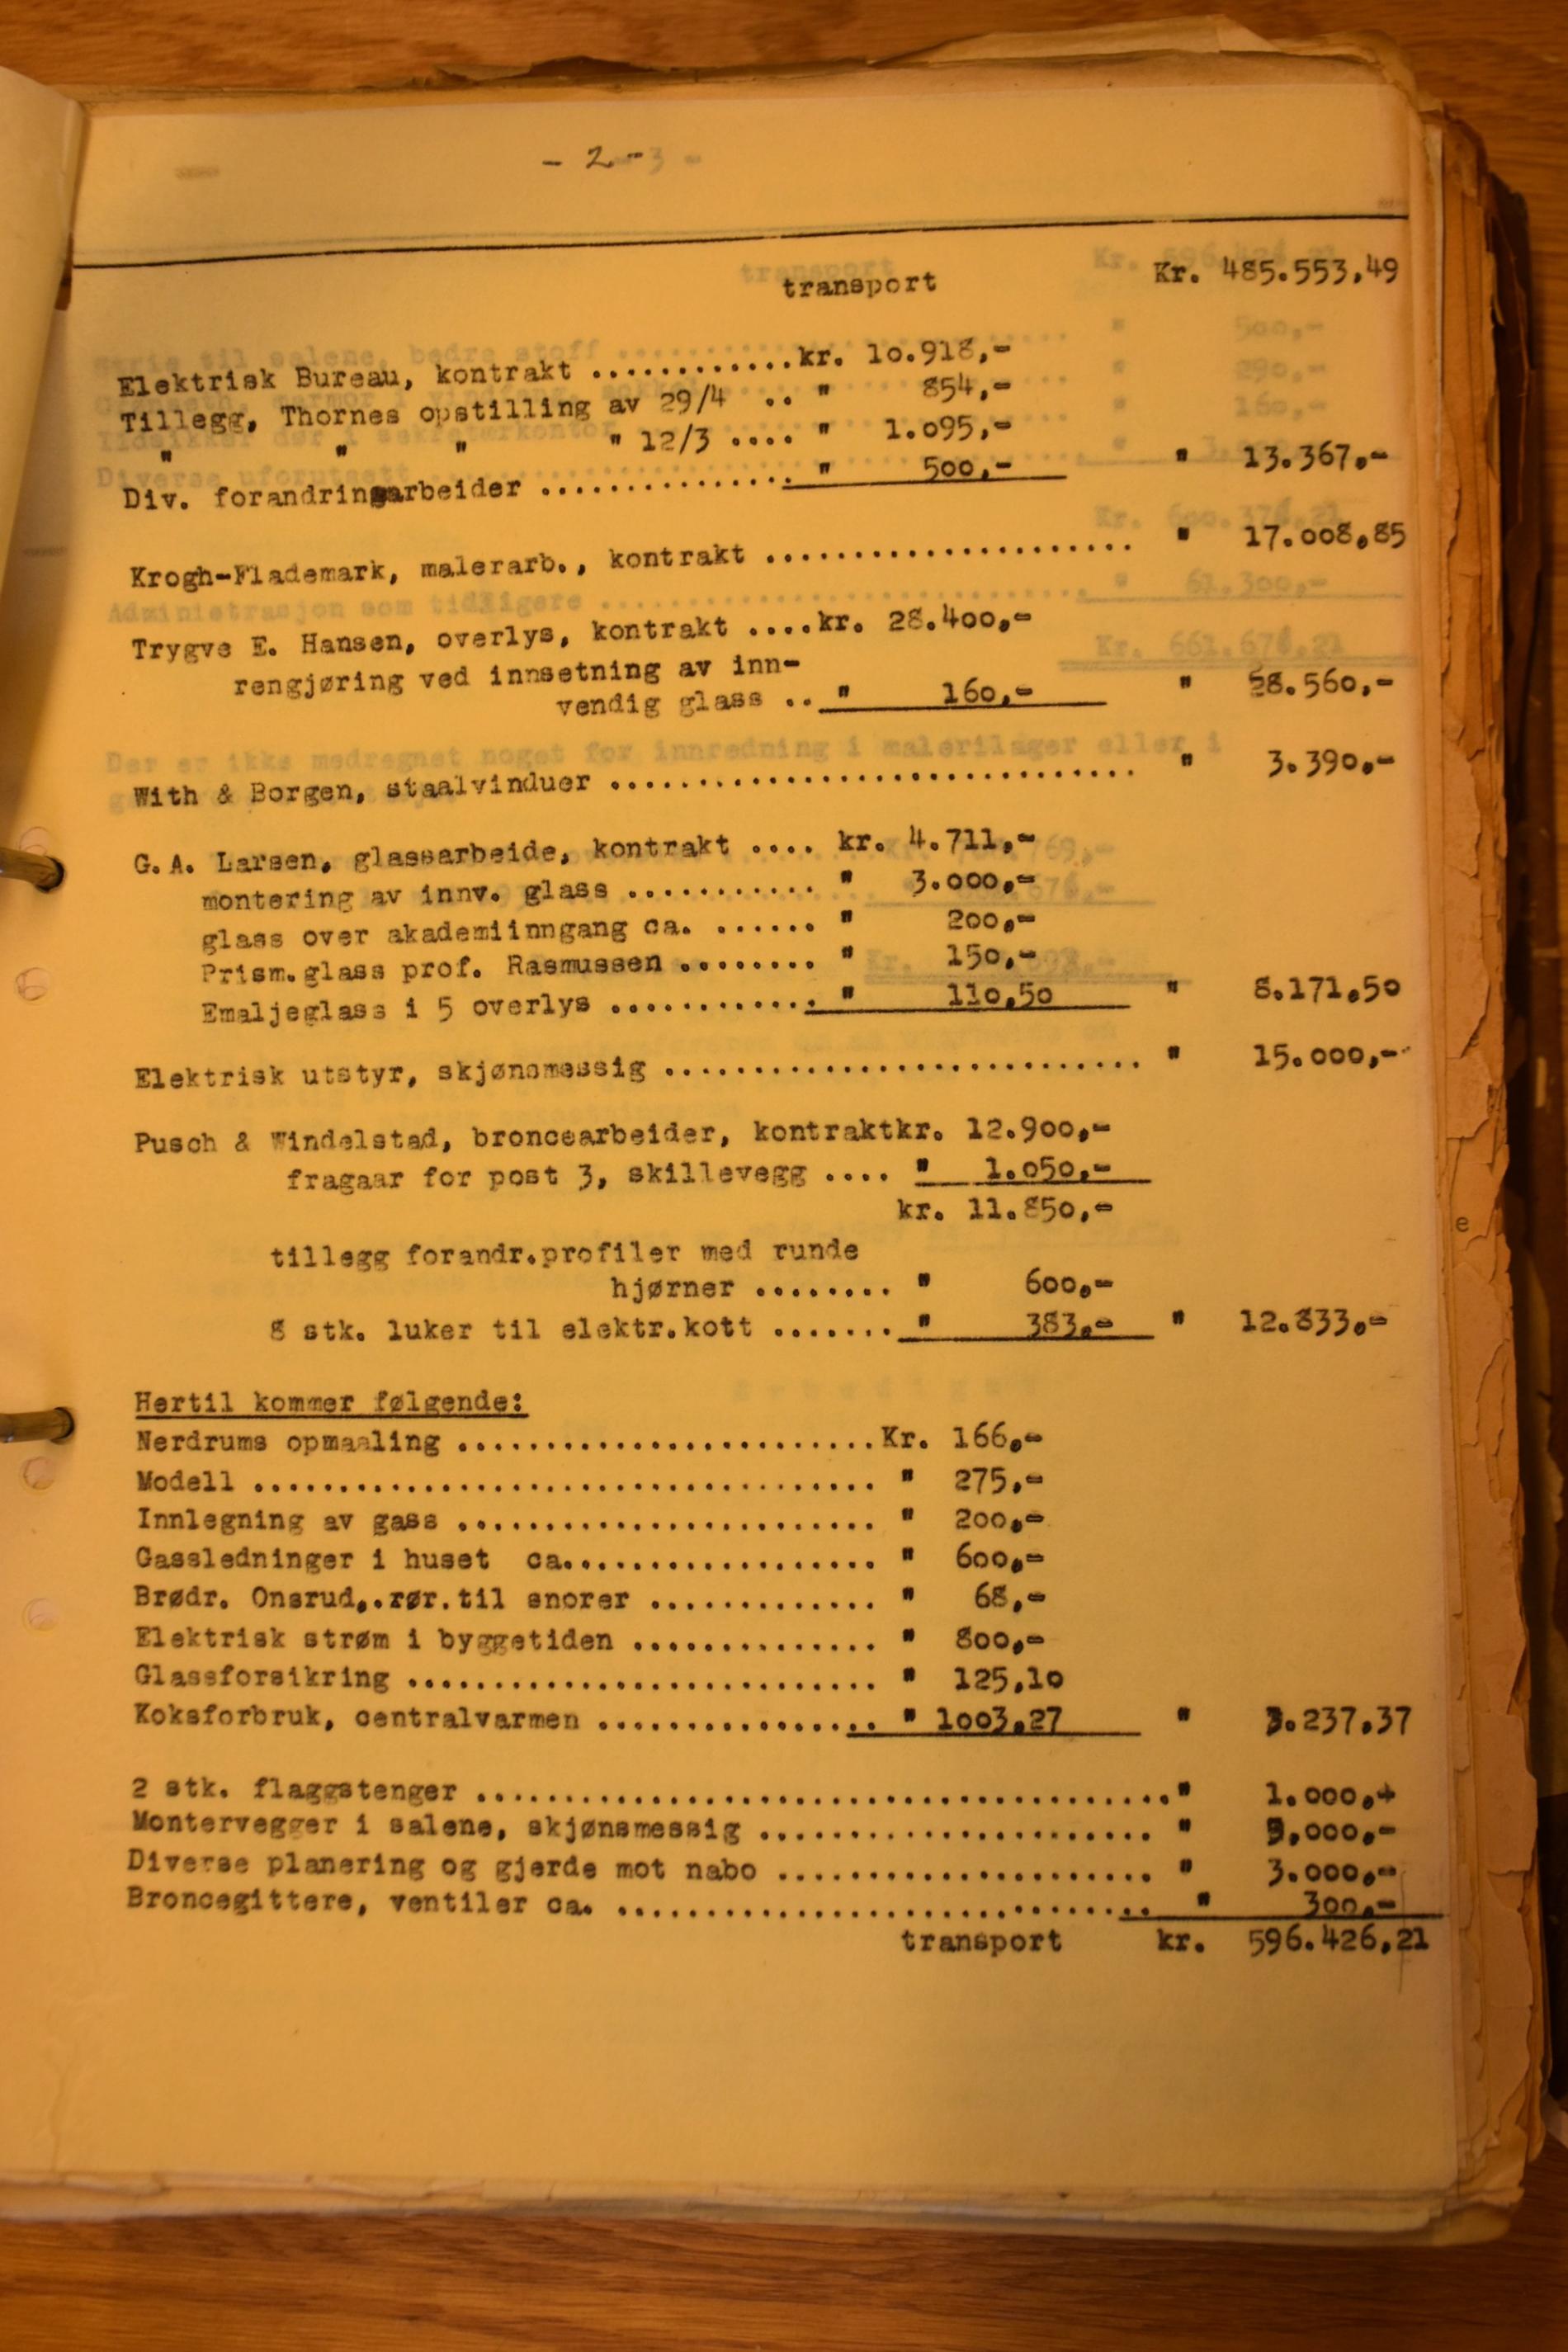 - 2 -
transport Kr. 485.553,49
Elektrisk Bureau, kontrakt ............kr. 10.918,-
Tillegg, Thornes opstilling av 29/4 .. " 854,-
" " " " 12/3 .... " 1.095,-
Div. forandringsarbeider ............... " 500,- " 13.367,-
Krogh-Flademark, malerarb., kontrakt ...................... " 17.008,85
Trygve E. Hansen, overlys, kontrakt ....kr. 28.400,-
rengjøring ved innsetning av inn-
vendig glass .. " 160,- " 28.560,-
With & Borgen, staalvinduer ............................... " 3.390,-
G.A. Larsen, glassarbeide, kontrakt .... kr. 4.711,-
montering av innv. glass ........... " 3.000,-
glass over akademiinngang ca. ...... " 200,-
Prism.glass prof. Rasmussen ........ " 150,-
Emaljeglass i 5 overlys ............. " 110,50 " 8.171,50
Elektrisk utstyr, skjønsmessig ............................ " 15.000,-
Pusch & Windelstad, broncearbeider, kontraktkr. 12.900,-
fragaar for post 3, skillevegg .... " 1.050,-
kr. 11.850,-
tillegg forandr.profiler med runde
hjørner ........ " 600,-
8 stk. luker til elektr.kott ....... " 383,- " 12.833,-
Hertil kommer følgende:
Nerdrums opmaaling .........................Kr. 166,-
Modell ..................................... " 275,-
Innlegning av gass ......................... " 200,-
Gassledninger i huset ca................... " 600,-
Brødr. Onsrud,.rør.til snorer .............. " 68,-
Elektrisk strøm i byggetiden ............... " 800,-
Glassforsikring ............................ " 125,10
Koksforbruk, centralvarmen ................. " 1003,27 " 3.237,37
2 stk. flaggstenger ........................................." 1.000,-
Montervegger i salene, skjønsmessig ........................ " 5,000,-
Diverse planering og gjerde mot nabo ....................... " 3.000,-
Broncegittere, ventiler ca. ................................ " 300,-
transport kr. 596.426,21